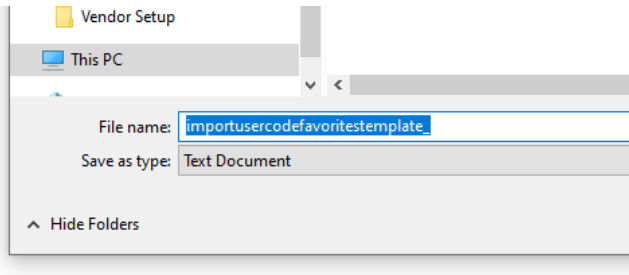 Vendor Setup
This PC
File name: importusercodefavoritestemplate_
Save as type: Text Document
Hide Folders